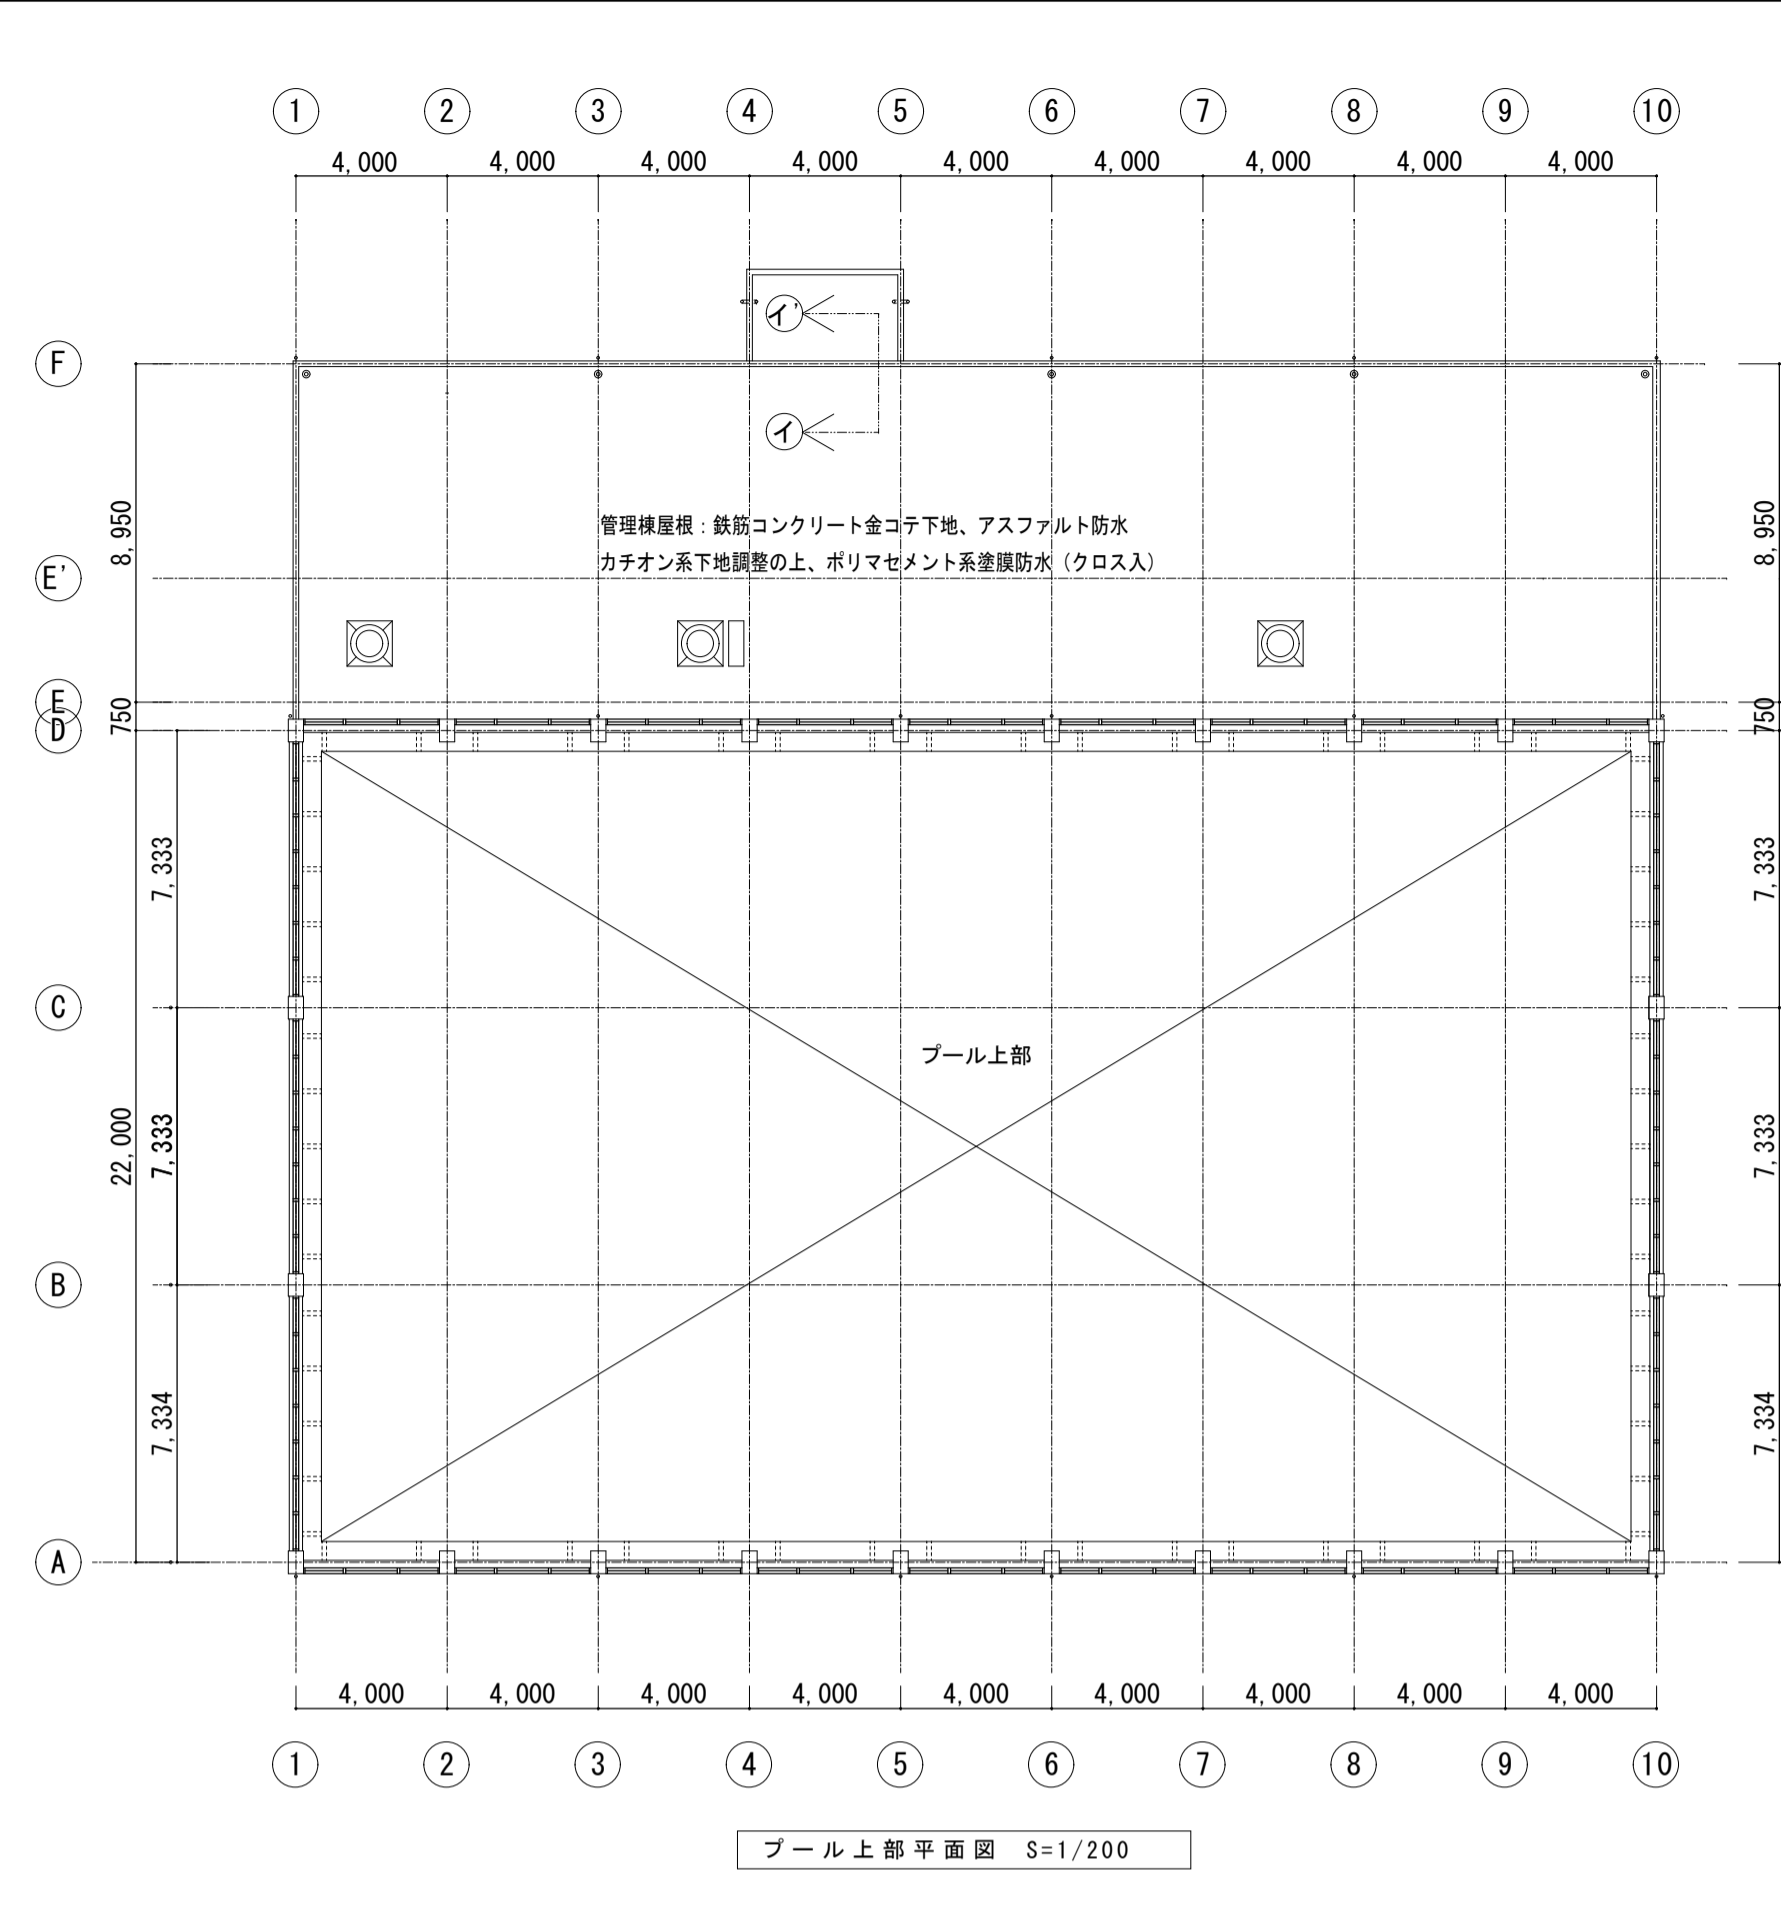 1 2 3 4 5 6 7 8 9 10
4,000 4,000 4,000 4,000 4,000 4,000 4,000 4,000 4,000
イ'
F
イ
8,950 8,950
管理棟屋根：鉄筋コンクリート金コテ下地、アスファルト防水
カチオン系下地調整の上、ポリマセメント系塗膜防水（クロス入）
E'
E
750 750
D
7,333 7,333
C
プール上部
22,000 7,333 7,333
B
7,334 7,334
A
4,000 4,000 4,000 4,000 4,000 4,000 4,000 4,000 4,000
1 2 3 4 5 6 7 8 9 10
プール上部平面図 S=1/200